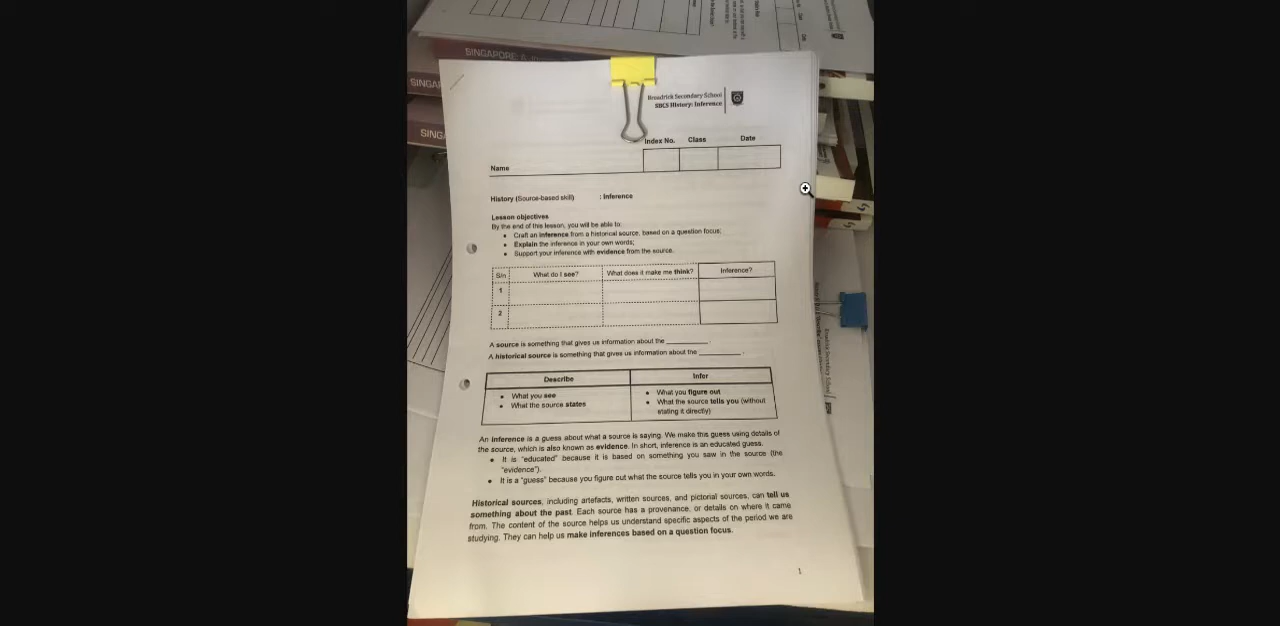 SINGAPORE
SINGA
SINGA
Broadrick Secondary School
SBCS History: Inference
Index No. Class Date
Name
History (Source-based skill) : Inference
Lesson objectives
By the end of this lesson, you will be able to:
• Craft an inference from a historical source, based on a question focus;
• Explain the inference in your own words;
• Support your inference with evidence from the source.
S/n What do I see? What does it make me think? Inference?
1
2
A source is something that gives us information about the ________.
A historical source is something that gives us information about the ________.
Describe Infer
• What you see
• What the source states
• What you figure out
• What the source tells you (without
stating it directly)
An inference is a guess about what a source is saying. We make this guess using details of
the source, which is also known as evidence. In short, inference is an educated guess.
• It is "educated" because it is based on something you saw in the source (the
"evidence").
• It is a "guess" because you figure out what the source tells you in your own words.
Historical sources, including artefacts, written sources, and pictorial sources, can tell us
something about the past. Each source has a provenance, or details on where it came
from. The content of the source helps us understand specific aspects of the period we are
studying. They can help us make inferences based on a question focus.
1